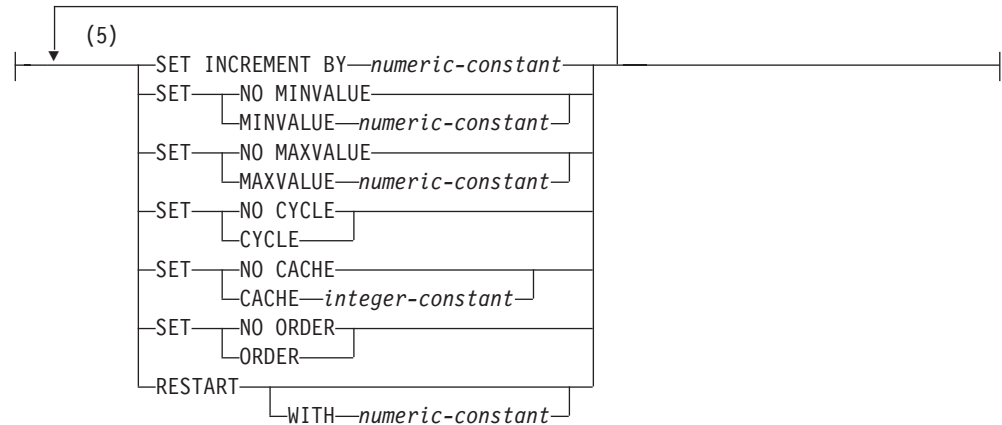 (5)
SET INCREMENT BY numeric-constant
SET NO MINVALUE
MINVALUE numeric-constant
SET NO MAXVALUE
MAXVALUE numeric-constant
SET NO CYCLE
CYCLE
SET NO CACHE
CACHE integer-constant
SET NO ORDER
ORDER
RESTART
WITH numeric-constant